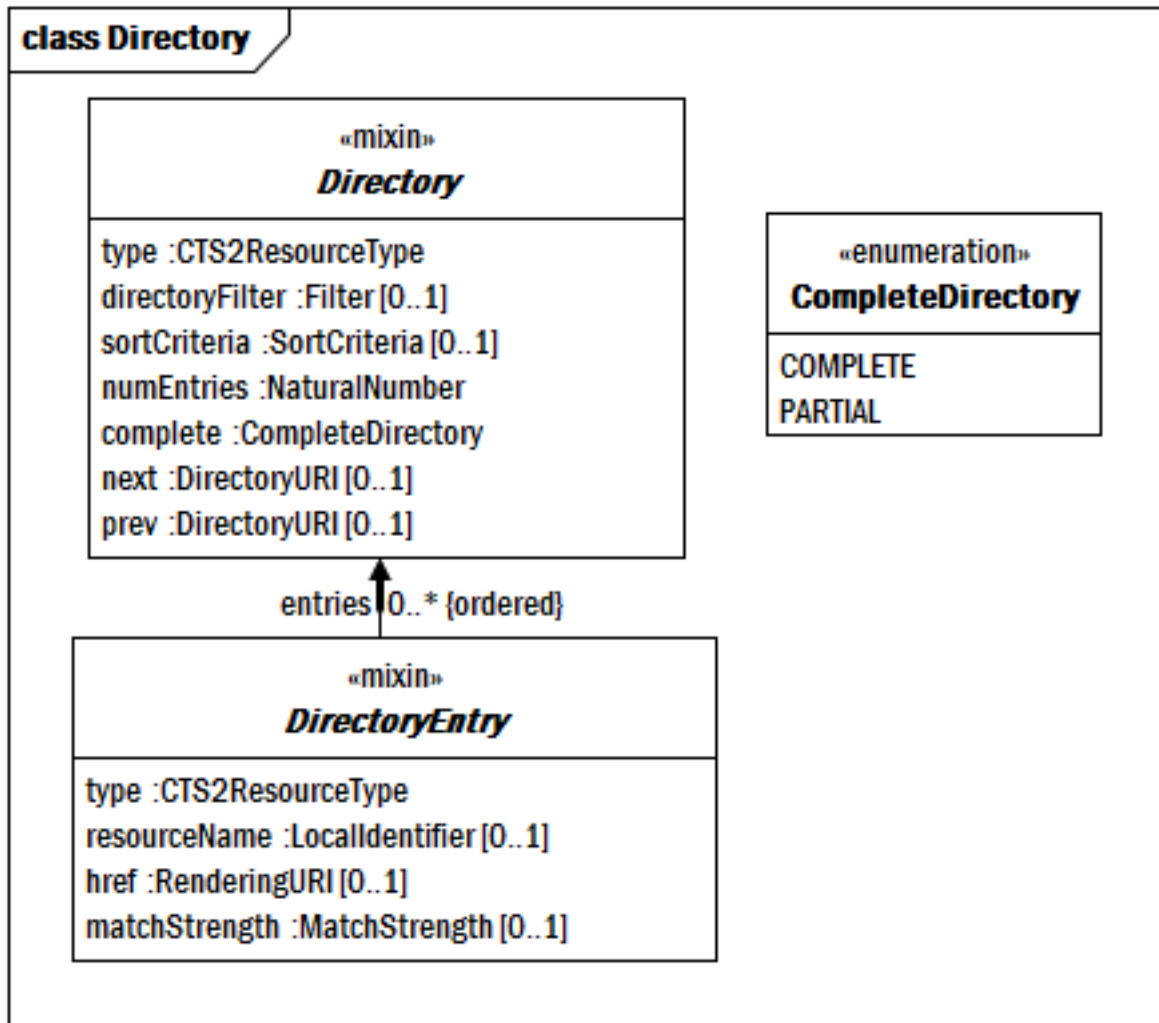 class Directory
«mixin»
Directory
type :CTS2ResourceType
directoryFilter :Filter [0..1]
sortCriteria :SortCriteria [0..1]
numEntries :NaturalNumber
complete :CompleteDirectory
next :DirectoryURI [0..1]
prev :DirectoryURI [0..1]
«enumeration»
CompleteDirectory
COMPLETE
PARTIAL
entries 0..* {ordered}
«mixin»
DirectoryEntry
type :CTS2ResourceType
resourceName :LocalIdentifier [0..1]
href :RenderingURI [0..1]
matchStrength :MatchStrength [0..1]